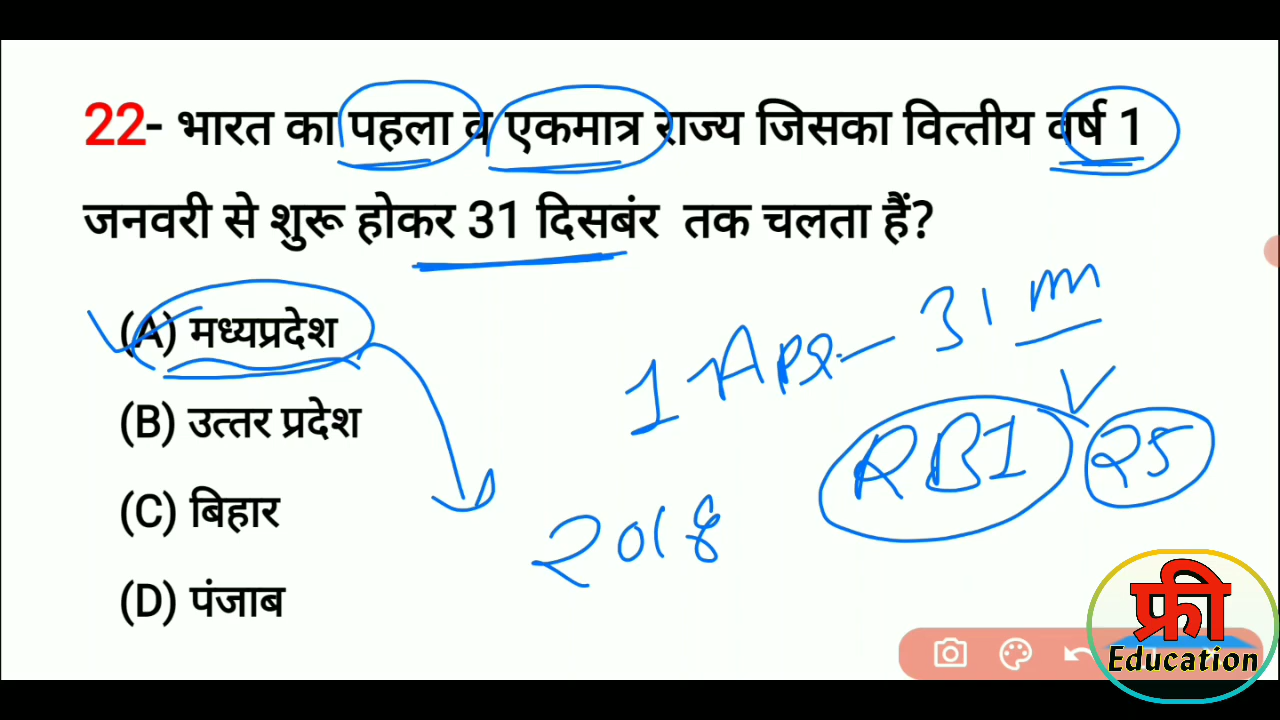 22- भारत का पहला व एकमात्र राज्य जिसका वित्तीय वर्ष 1
जनवरी से शुरू होकर 31 दिसबंर तक चलता हैं?
(A) मध्यप्रदेश
(B) उत्तर प्रदेश
(C) बिहार
(D) पंजाब
1 Apr - 31 m
RBI 25
2018
फ्री
Education